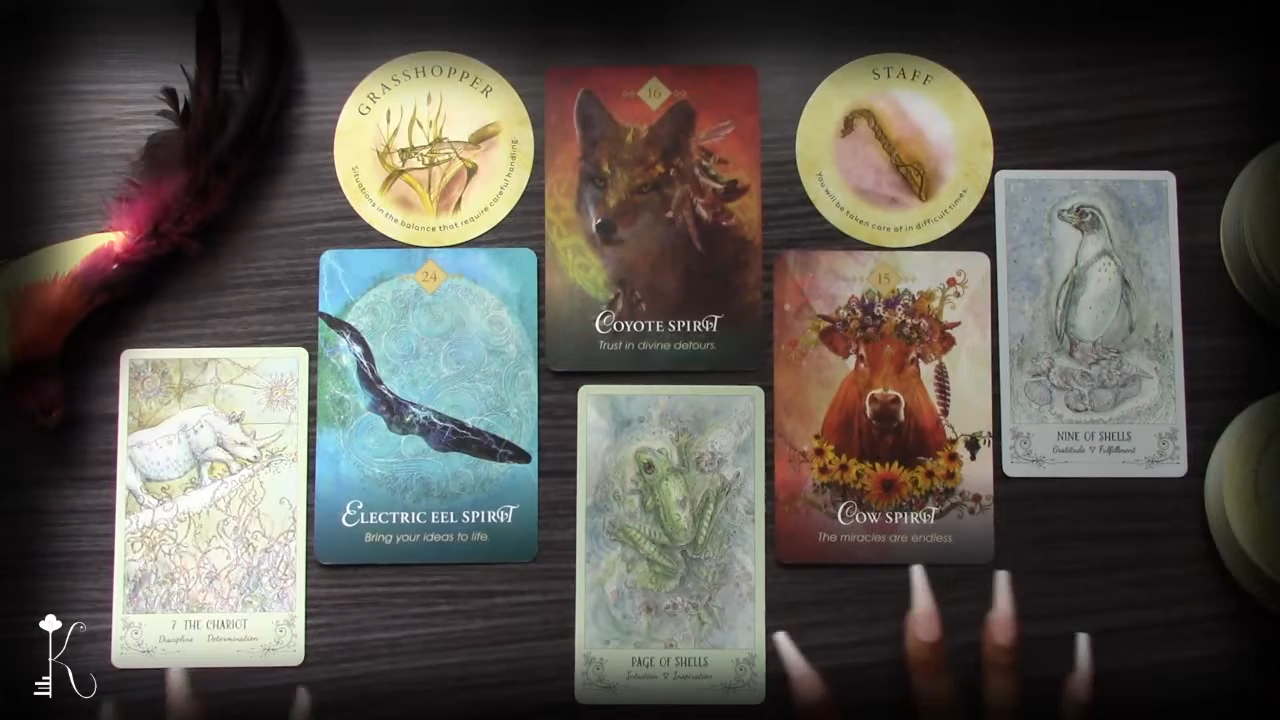 GRASSHOPPER
Situations in the balance that require careful handling.
16
COYOTE SPIRIT
Trust in divine detours.
STAFF
You will be taken care of in difficult times.
24
ELECTRIC EEL SPIRIT
Bring your ideas to life.
15
COW SPIRIT
The miracles are endless.
NINE OF SHELLS
Gratitude ▽ Fulfillment
7 THE CHARIOT
Discipline Determination
PAGE OF SHELLS
Intuition ▽ Inspiration
K